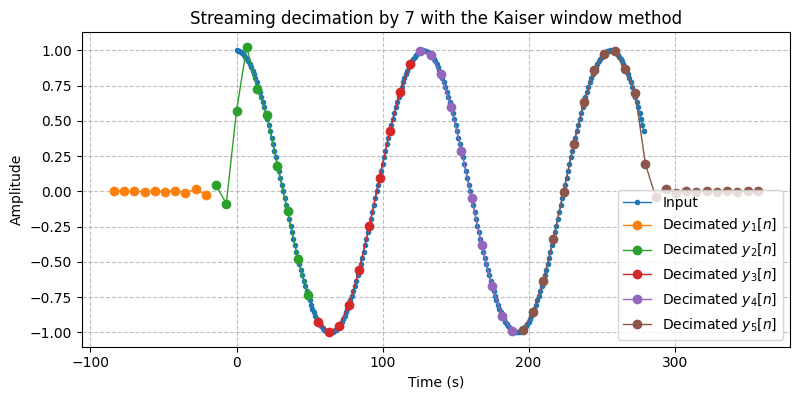 Streaming decimation by 7 with the Kaiser window method
Amplitude
1.00
0.75
0.50
0.25
0.00
−0.25
−0.50
−0.75
−1.00
Input
Decimated y₁[n]
Decimated y₂[n]
Decimated y₃[n]
Decimated y₄[n]
Decimated y₅[n]
−100
0
100
200
300
Time (s)